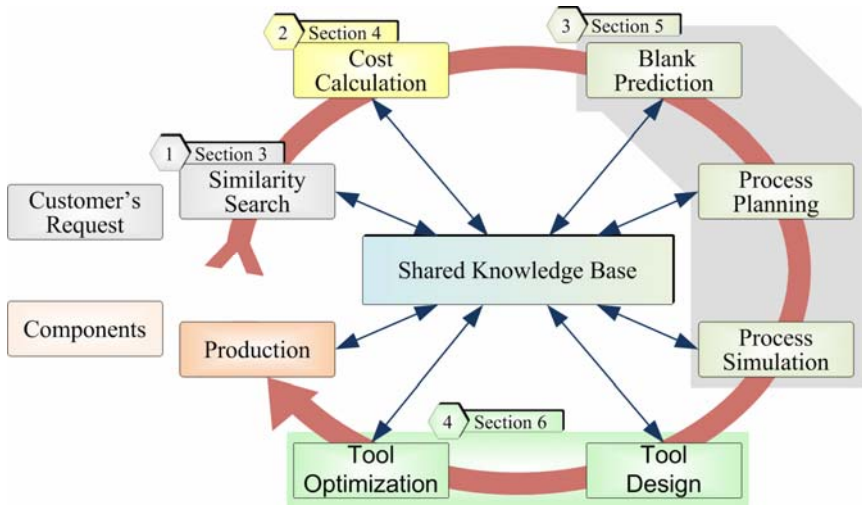 2
Section 4
Cost
Calculation
3
Section 5
Blank
Prediction
1
Section 3
Similarity
Search
Customer’s
Request
Process
Planning
Shared Knowledge Base
Components
Production
Process
Simulation
4
Section 6
Tool
Optimization
Tool
Design